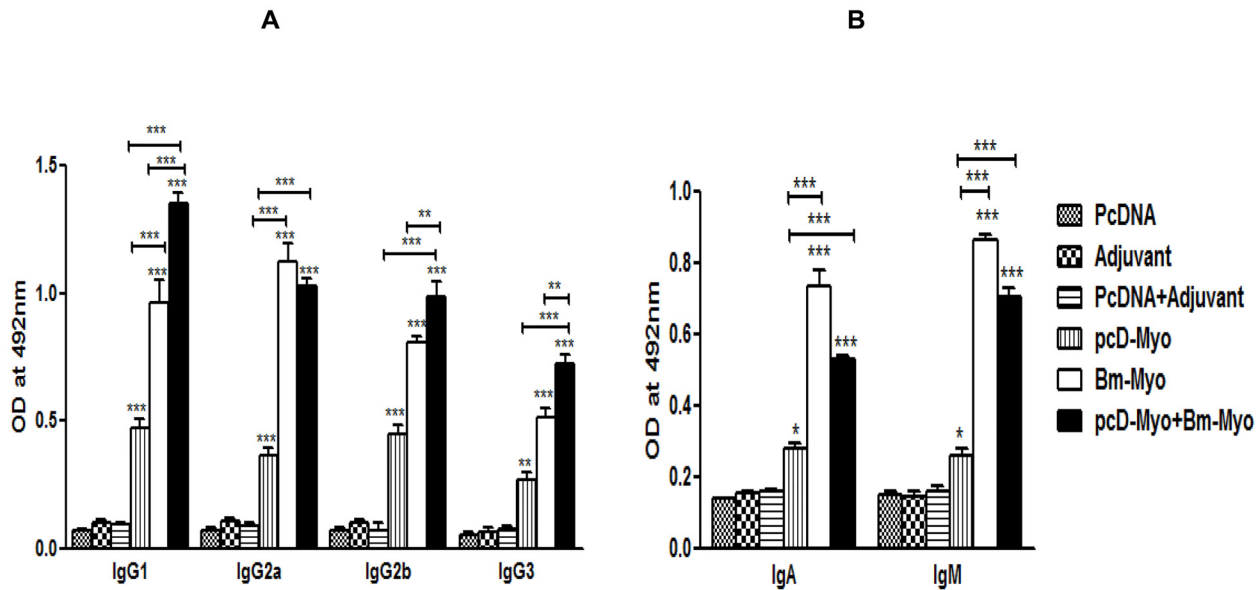 A
B
***
***
***
***
***
***
***
***
***
***
***
***
**
***
***
***
***
**
***
***
***
**
1.5
1.0
0.5
0.0
OD at 492nm
IgG1
IgG2a
IgG2b
IgG3
***
***
***
***
***
***
***
***
*
*
1.0
0.8
0.6
0.4
0.2
0.0
OD at 492nm
IgA
IgM
PcDNA
Adjuvant
PcDNA+Adjuvant
pcD-Myo
Bm-Myo
pcD-Myo+Bm-Myo